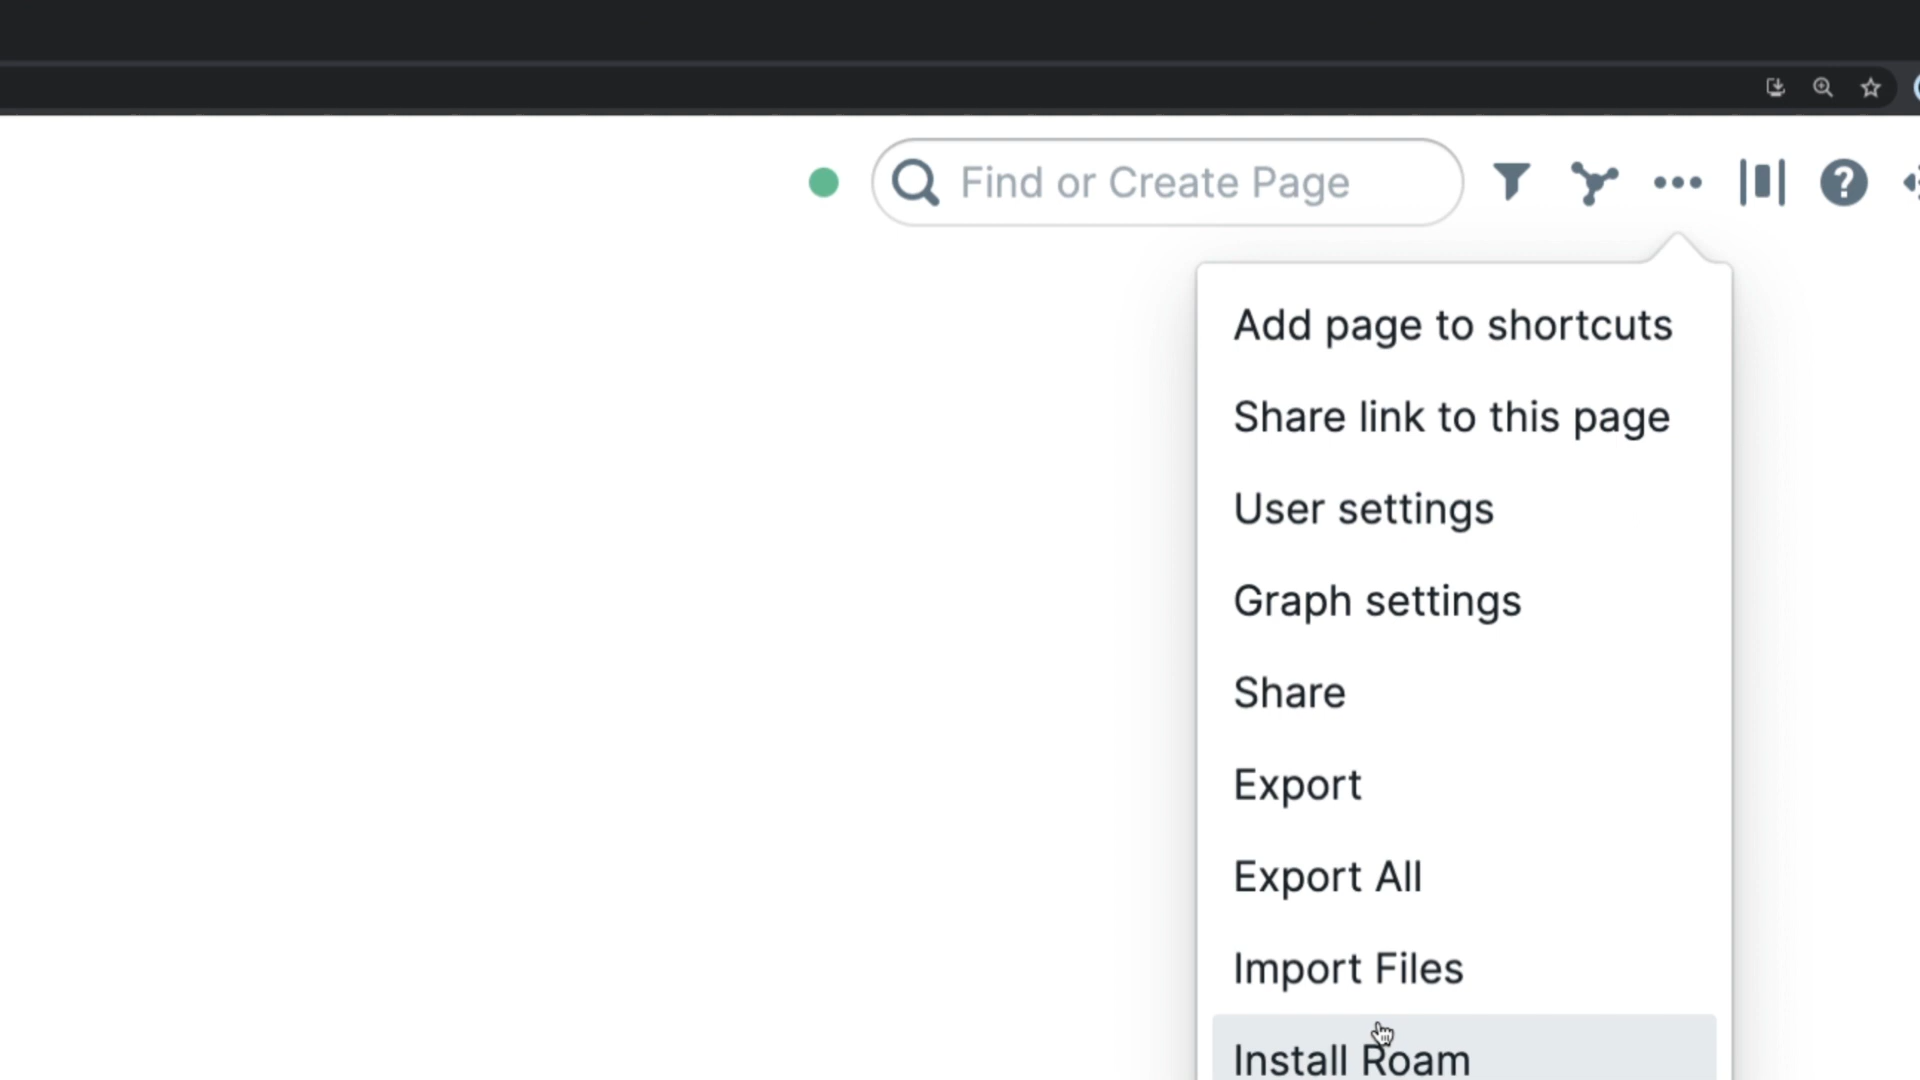 Find or Create Page
Add page to shortcuts
Share link to this page
User settings
Graph settings
Share
Export
Export All
Import Files
Install Roam